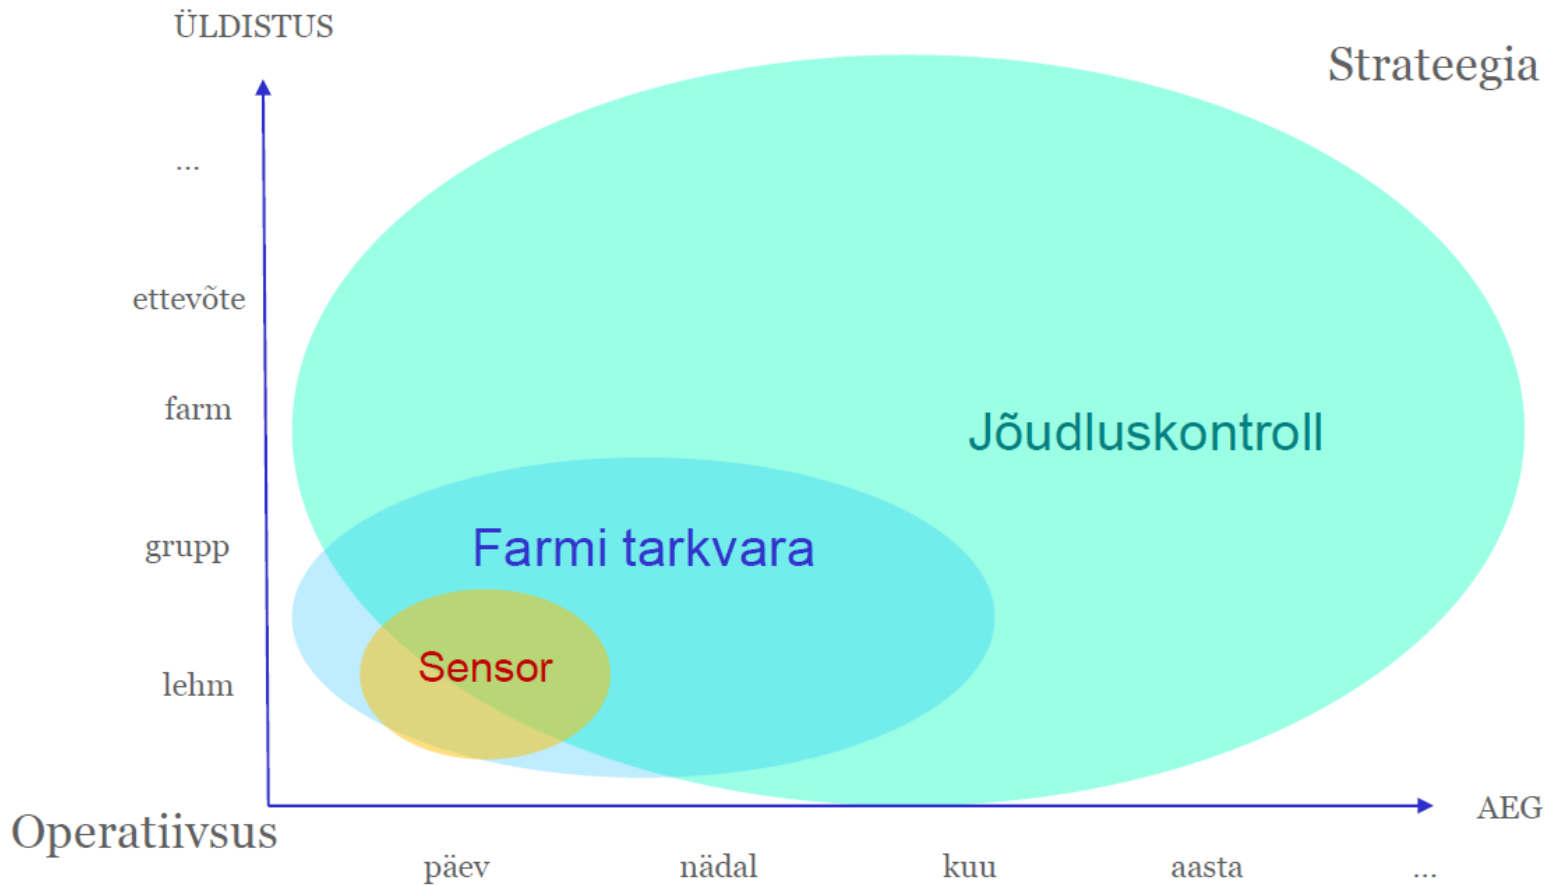 ÜLDISTUS
Strateegia
...
ettevõte
farm
Jõudluskontroll
grupp
Farmi tarkvara
Sensor
lehm
AEG
Operatiivsus
päev nädal kuu aasta ...